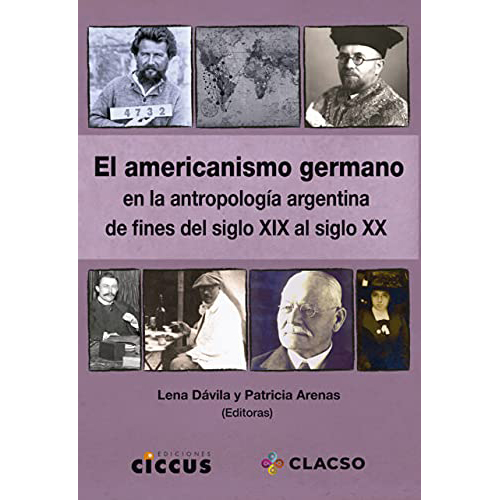 4732
El americanismo germano
en la antropología argentina
de fines del siglo XIX al siglo XX
Lena Dávila y Patricia Arenas
(Editoras)
EDICIONES
CICCUS
CLACSO